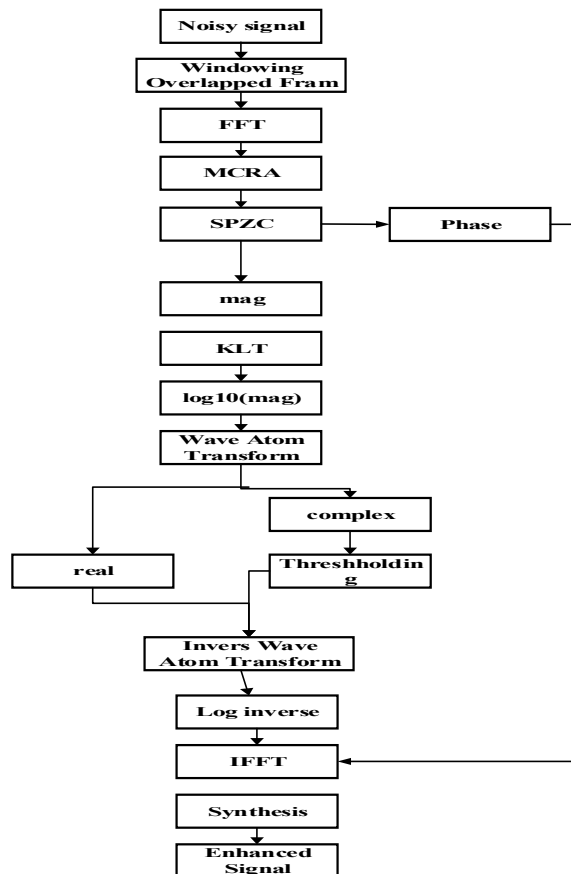 Noisy signal
Windowing
Overlapped Fram
FFT
MCRA
SPZC
Phase
mag
KLT
log10(mag)
Wave Atom
Transform
complex
real
Threshholdin
g
Invers Wave
Atom Transform
Log inverse
IFFT
Synthesis
Enhanced
Signal